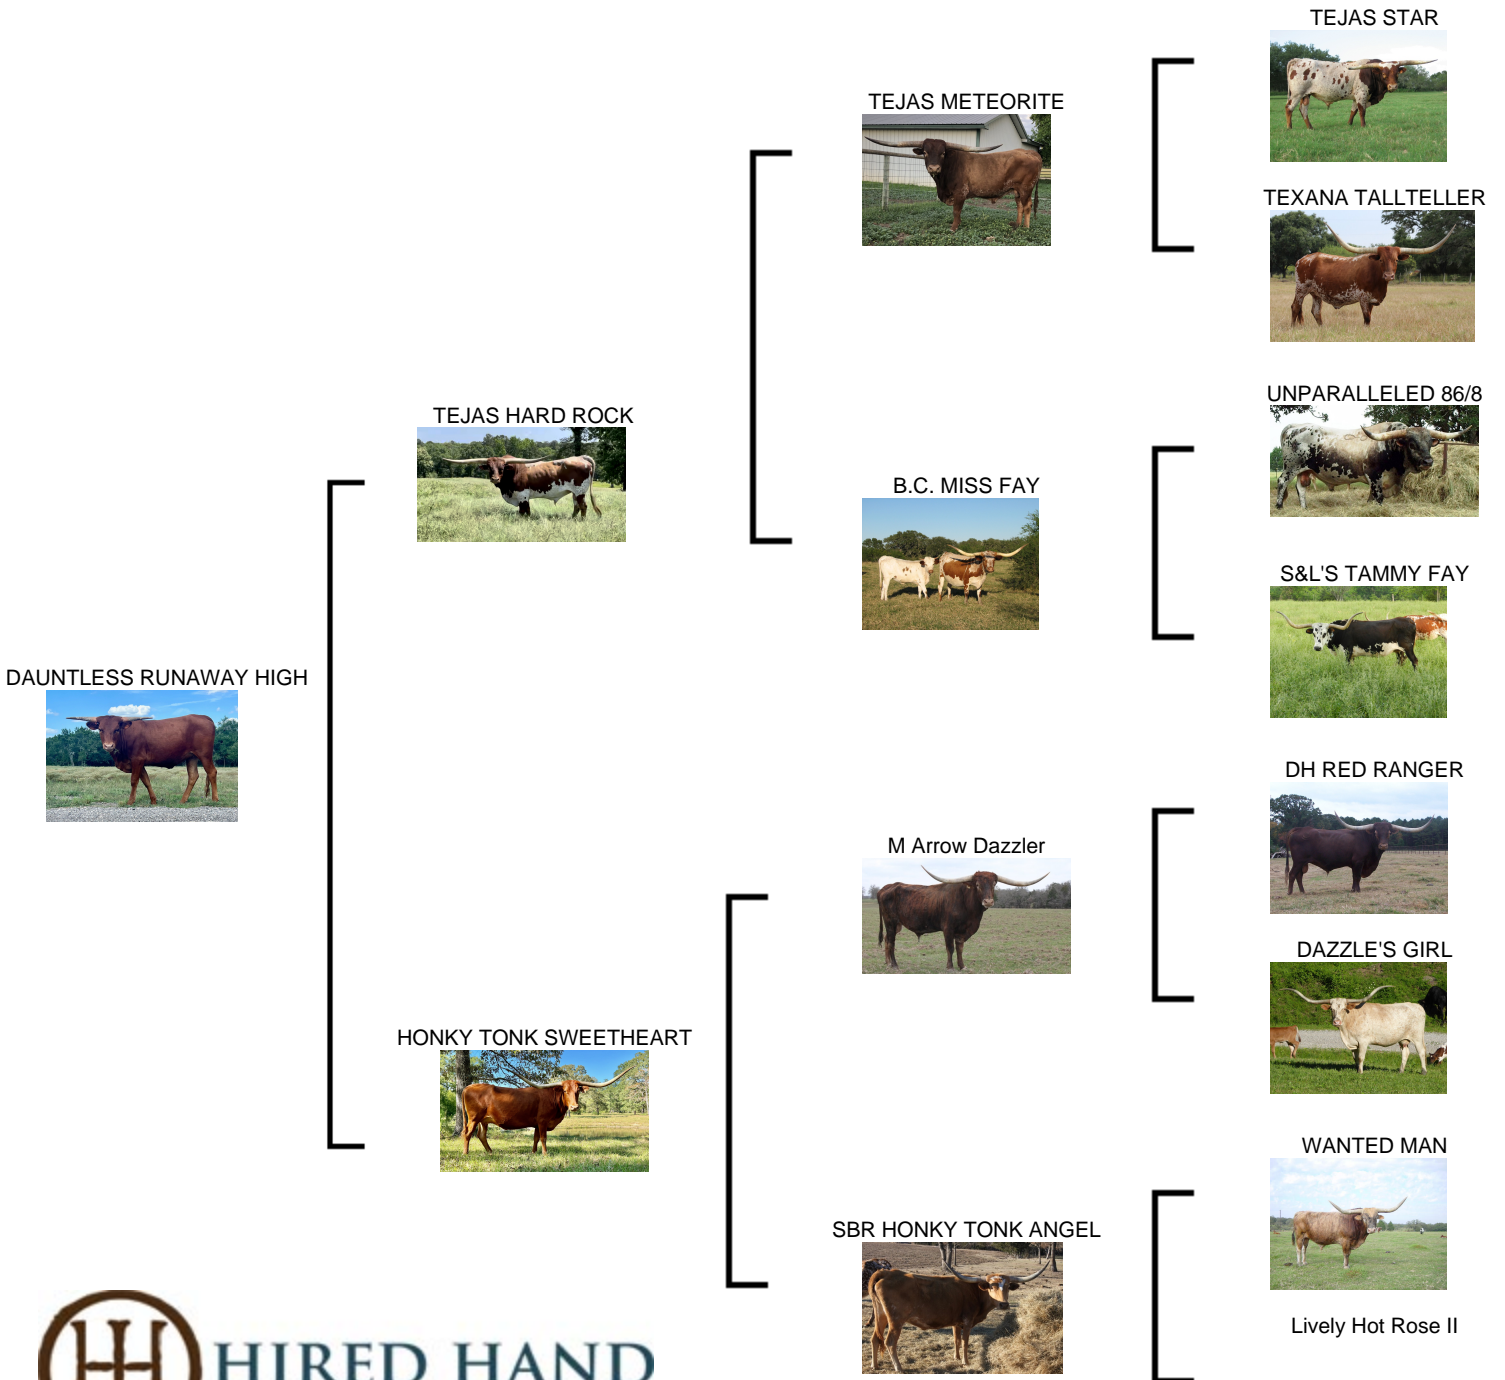 TEJAS STAR
TEJAS METEORITE
TEXANA TALLTELLER
UNPARALLELED 86/8
TEJAS HARD ROCK
B.C. MISS FAY
S&L'S TAMMY FAY
DAUNTLESS RUNAWAY HIGH
DH RED RANGER
M Arrow Dazzler
DAZZLE'S GIRL
HONKY TONK SWEETHEART
WANTED MAN
SBR HONKY TONK ANGEL
Lively Hot Rose II
HIRED HAND